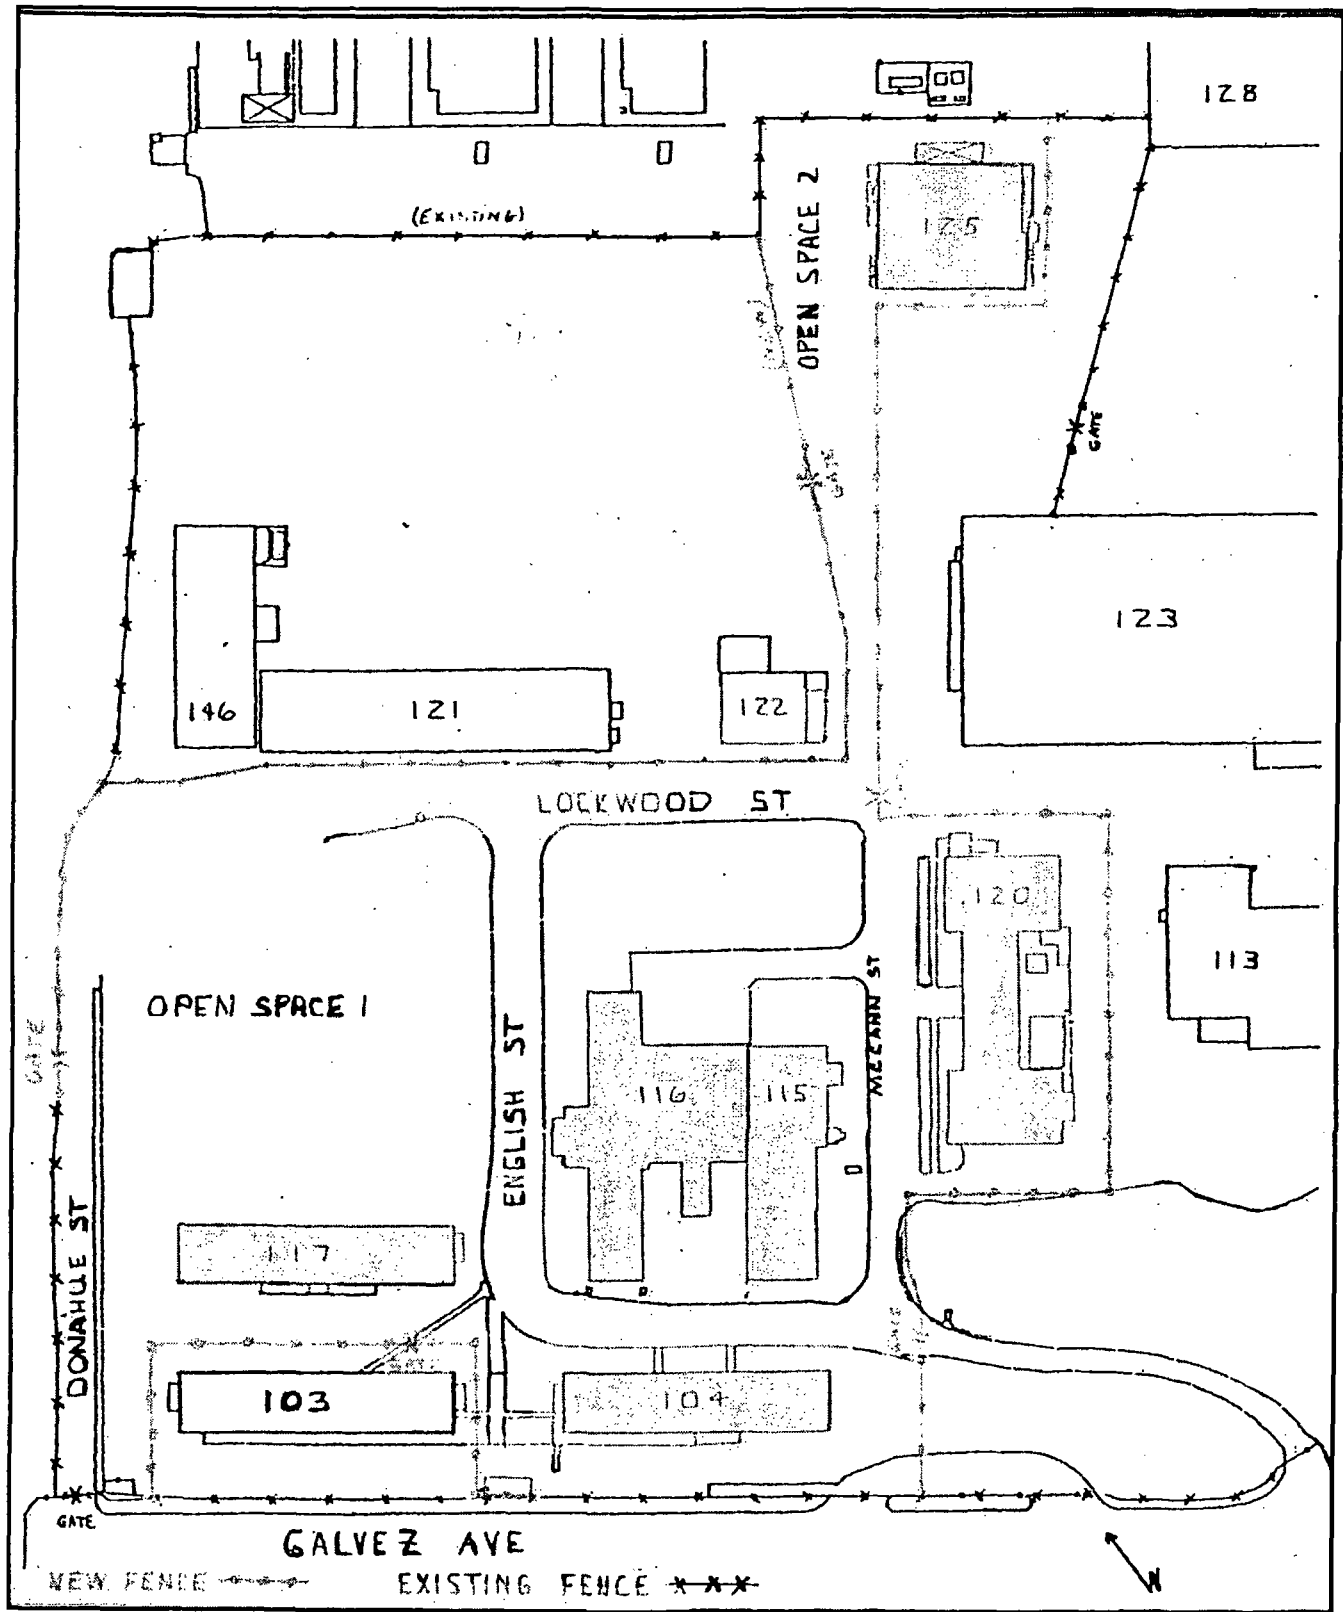 128
125
(EXISTING)
OPEN SPACE 2
GATE
GATE
123
146
121
122
LOCKWOOD ST
120
113
OPEN SPACE 1
GATE
ENGLISH ST
MCCANN ST
116
115
117
DONAHUE ST
GATE
GATE
103
104
GATE
GALVEZ AVE
NEW FENCE
EXISTING FENCE
N